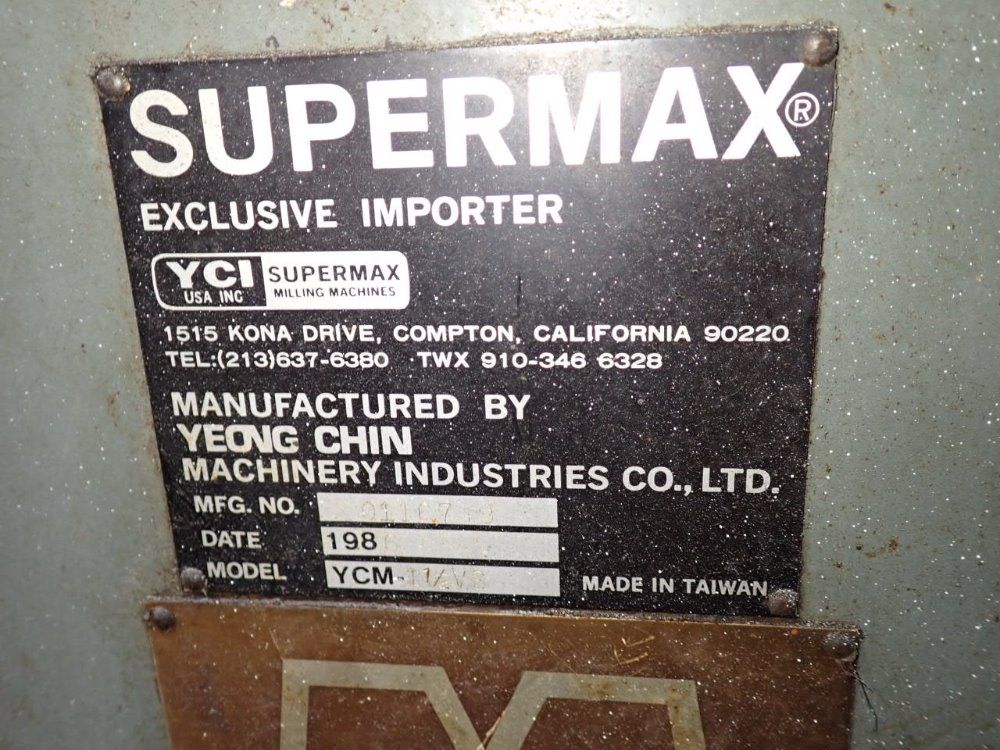 SUPERMAX®
EXCLUSIVE IMPORTER
YCI
USA INC
SUPERMAX
MILLING MACHINES
1515 KONA DRIVE, COMPTON, CALIFORNIA 90220
TEL:(213)637-6380 TWX 910-346 6328
MANUFACTURED BY
YEONG CHIN
MACHINERY INDUSTRIES CO., LTD.
MFG. NO.
DATE 198
MODEL YCM-
MADE IN TAIWAN